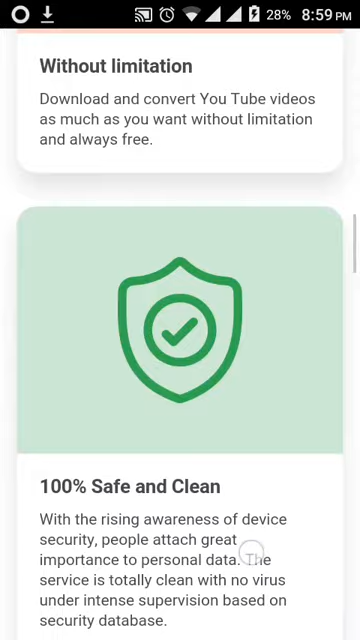 28% 8:59 PM
Without limitation
Download and convert You Tube videos
as much as you want without limitation
and always free.
100% Safe and Clean
With the rising awareness of device
security, people attach great
importance to personal data. The
service is totally clean with no virus
under intense supervision based on
security database.